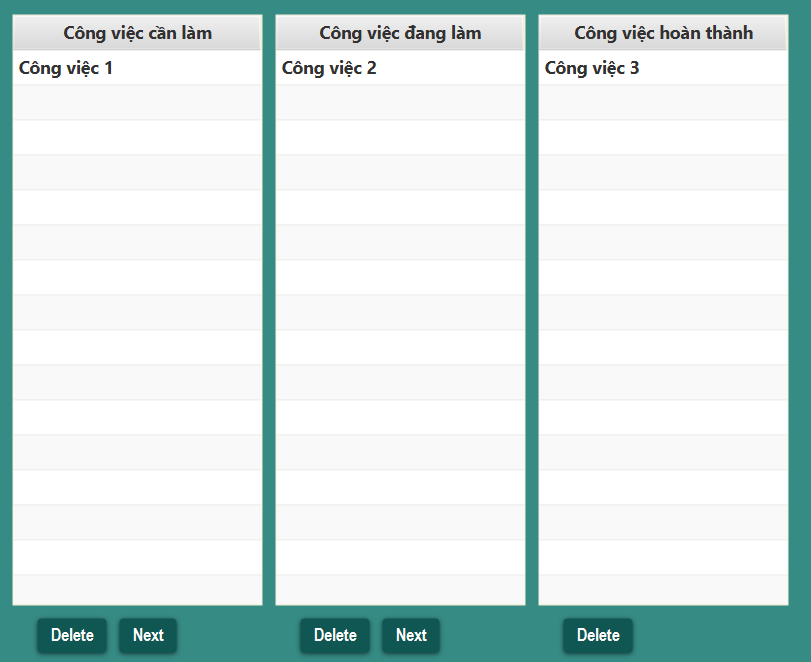 Công việc cần làm
Công việc đang làm
Công việc hoàn thành
Công việc 1
Công việc 2
Công việc 3
Delete
Next
Delete
Next
Delete